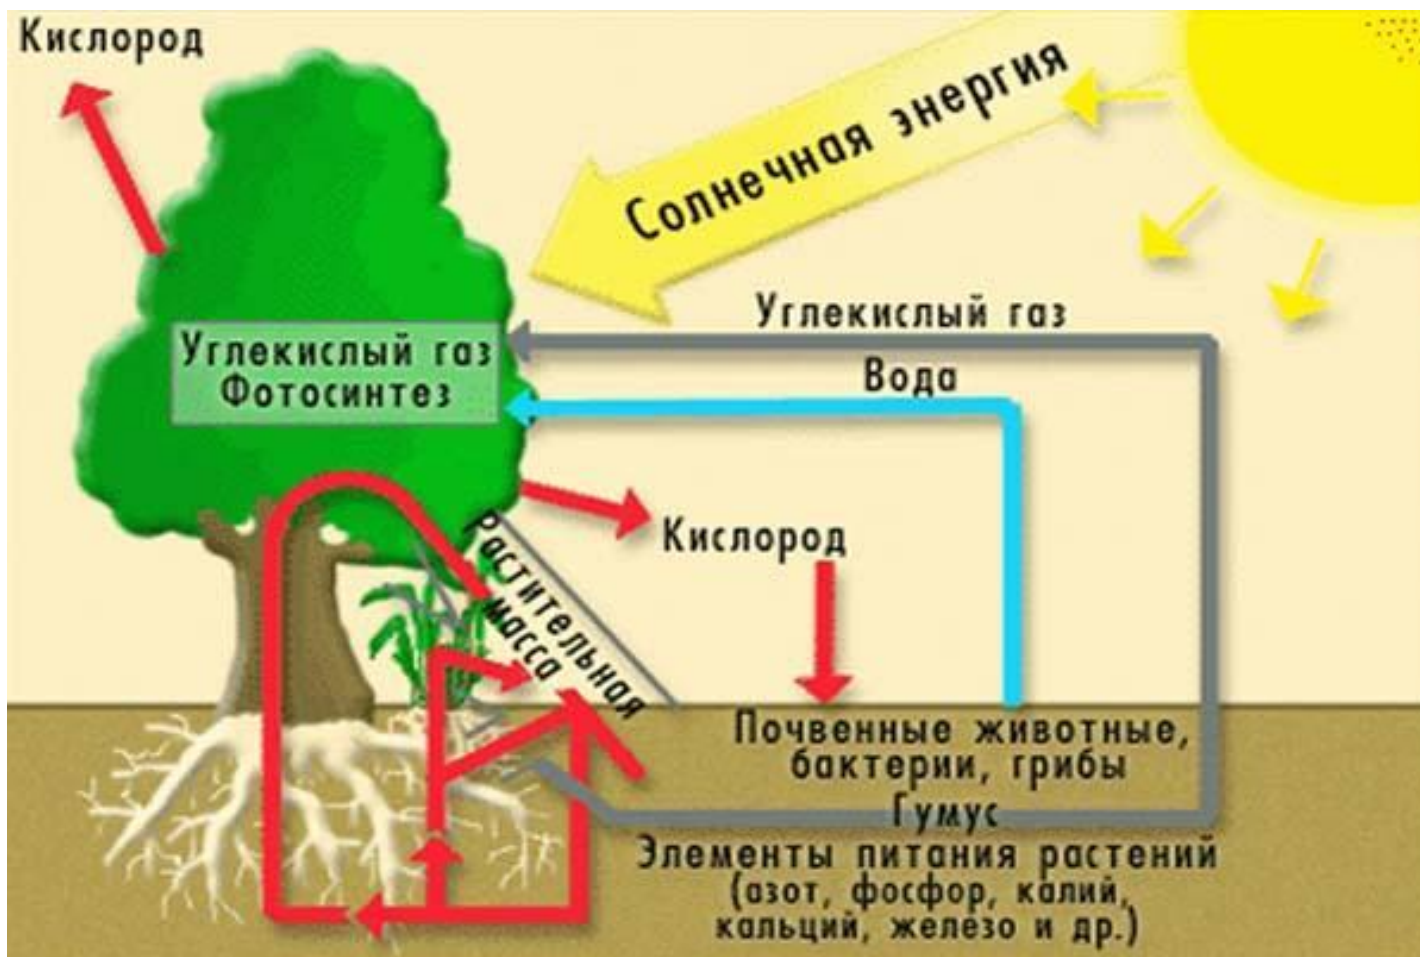 Кислород
Солнечная энергия
Углекислый газ
Углекислый газ
Фотосинтез
Вода
Кислород
Растительная
масса
Почвенные животные,
бактерии, грибы
Гумус
Элементы питания растений
(азот, фосфор, калий,
кальций, железо и др.)